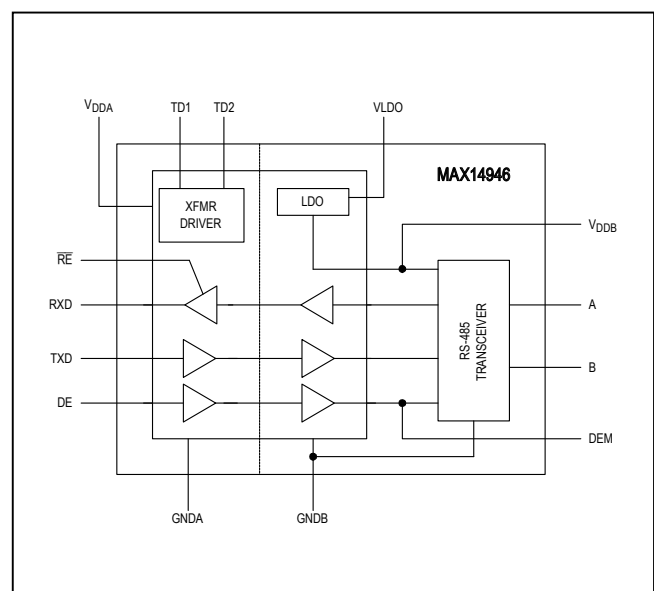 VDDA
TD1
TD2
VLDO
MAX14946
XFMR
DRIVER
LDO
VDDB
RE
RXD
A
RS-485
TRANSCEIVER
TXD
B
DE
DEM
GNDA
GNDB